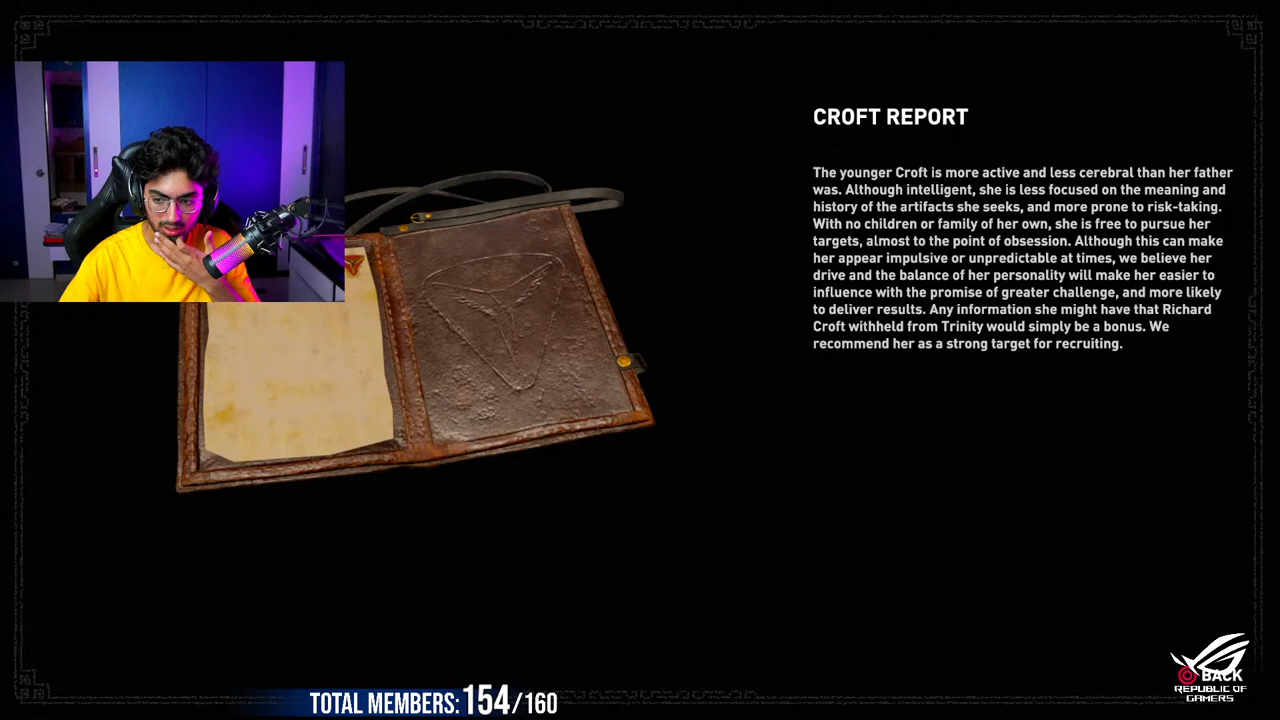 CROFT REPORT
The younger Croft is more active and less cerebral than her father
was. Although intelligent, she is less focused on the meaning and
history of the artifacts she seeks, and more prone to risk-taking.
With no children or family of her own, she is free to pursue her
targets, almost to the point of obsession. Although this can make
her appear impulsive or unpredictable at times, we believe her
drive and the balance of her personality will make her easier to
influence with the promise of greater challenge, and more likely
to deliver results. Any information she might have that Richard
Croft withheld from Trinity would simply be a bonus. We
recommend her as a strong target for recruiting.
BACK
REPUBLIC OF
GAMERS
TOTAL MEMBERS: 154/160